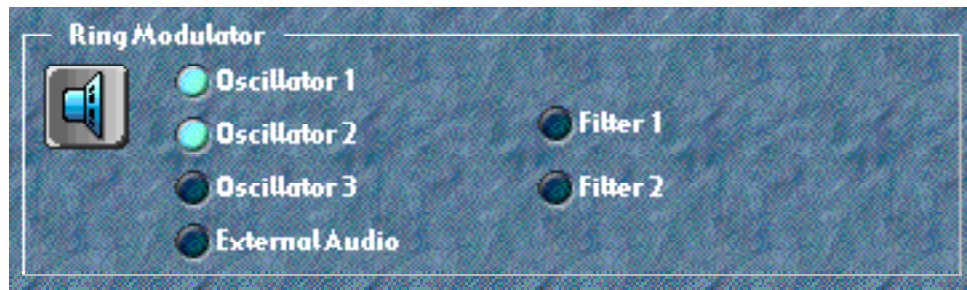 Ring Modulator
Oscillator 1
Oscillator 2
Filter 1
Oscillator 3
Filter 2
External Audio